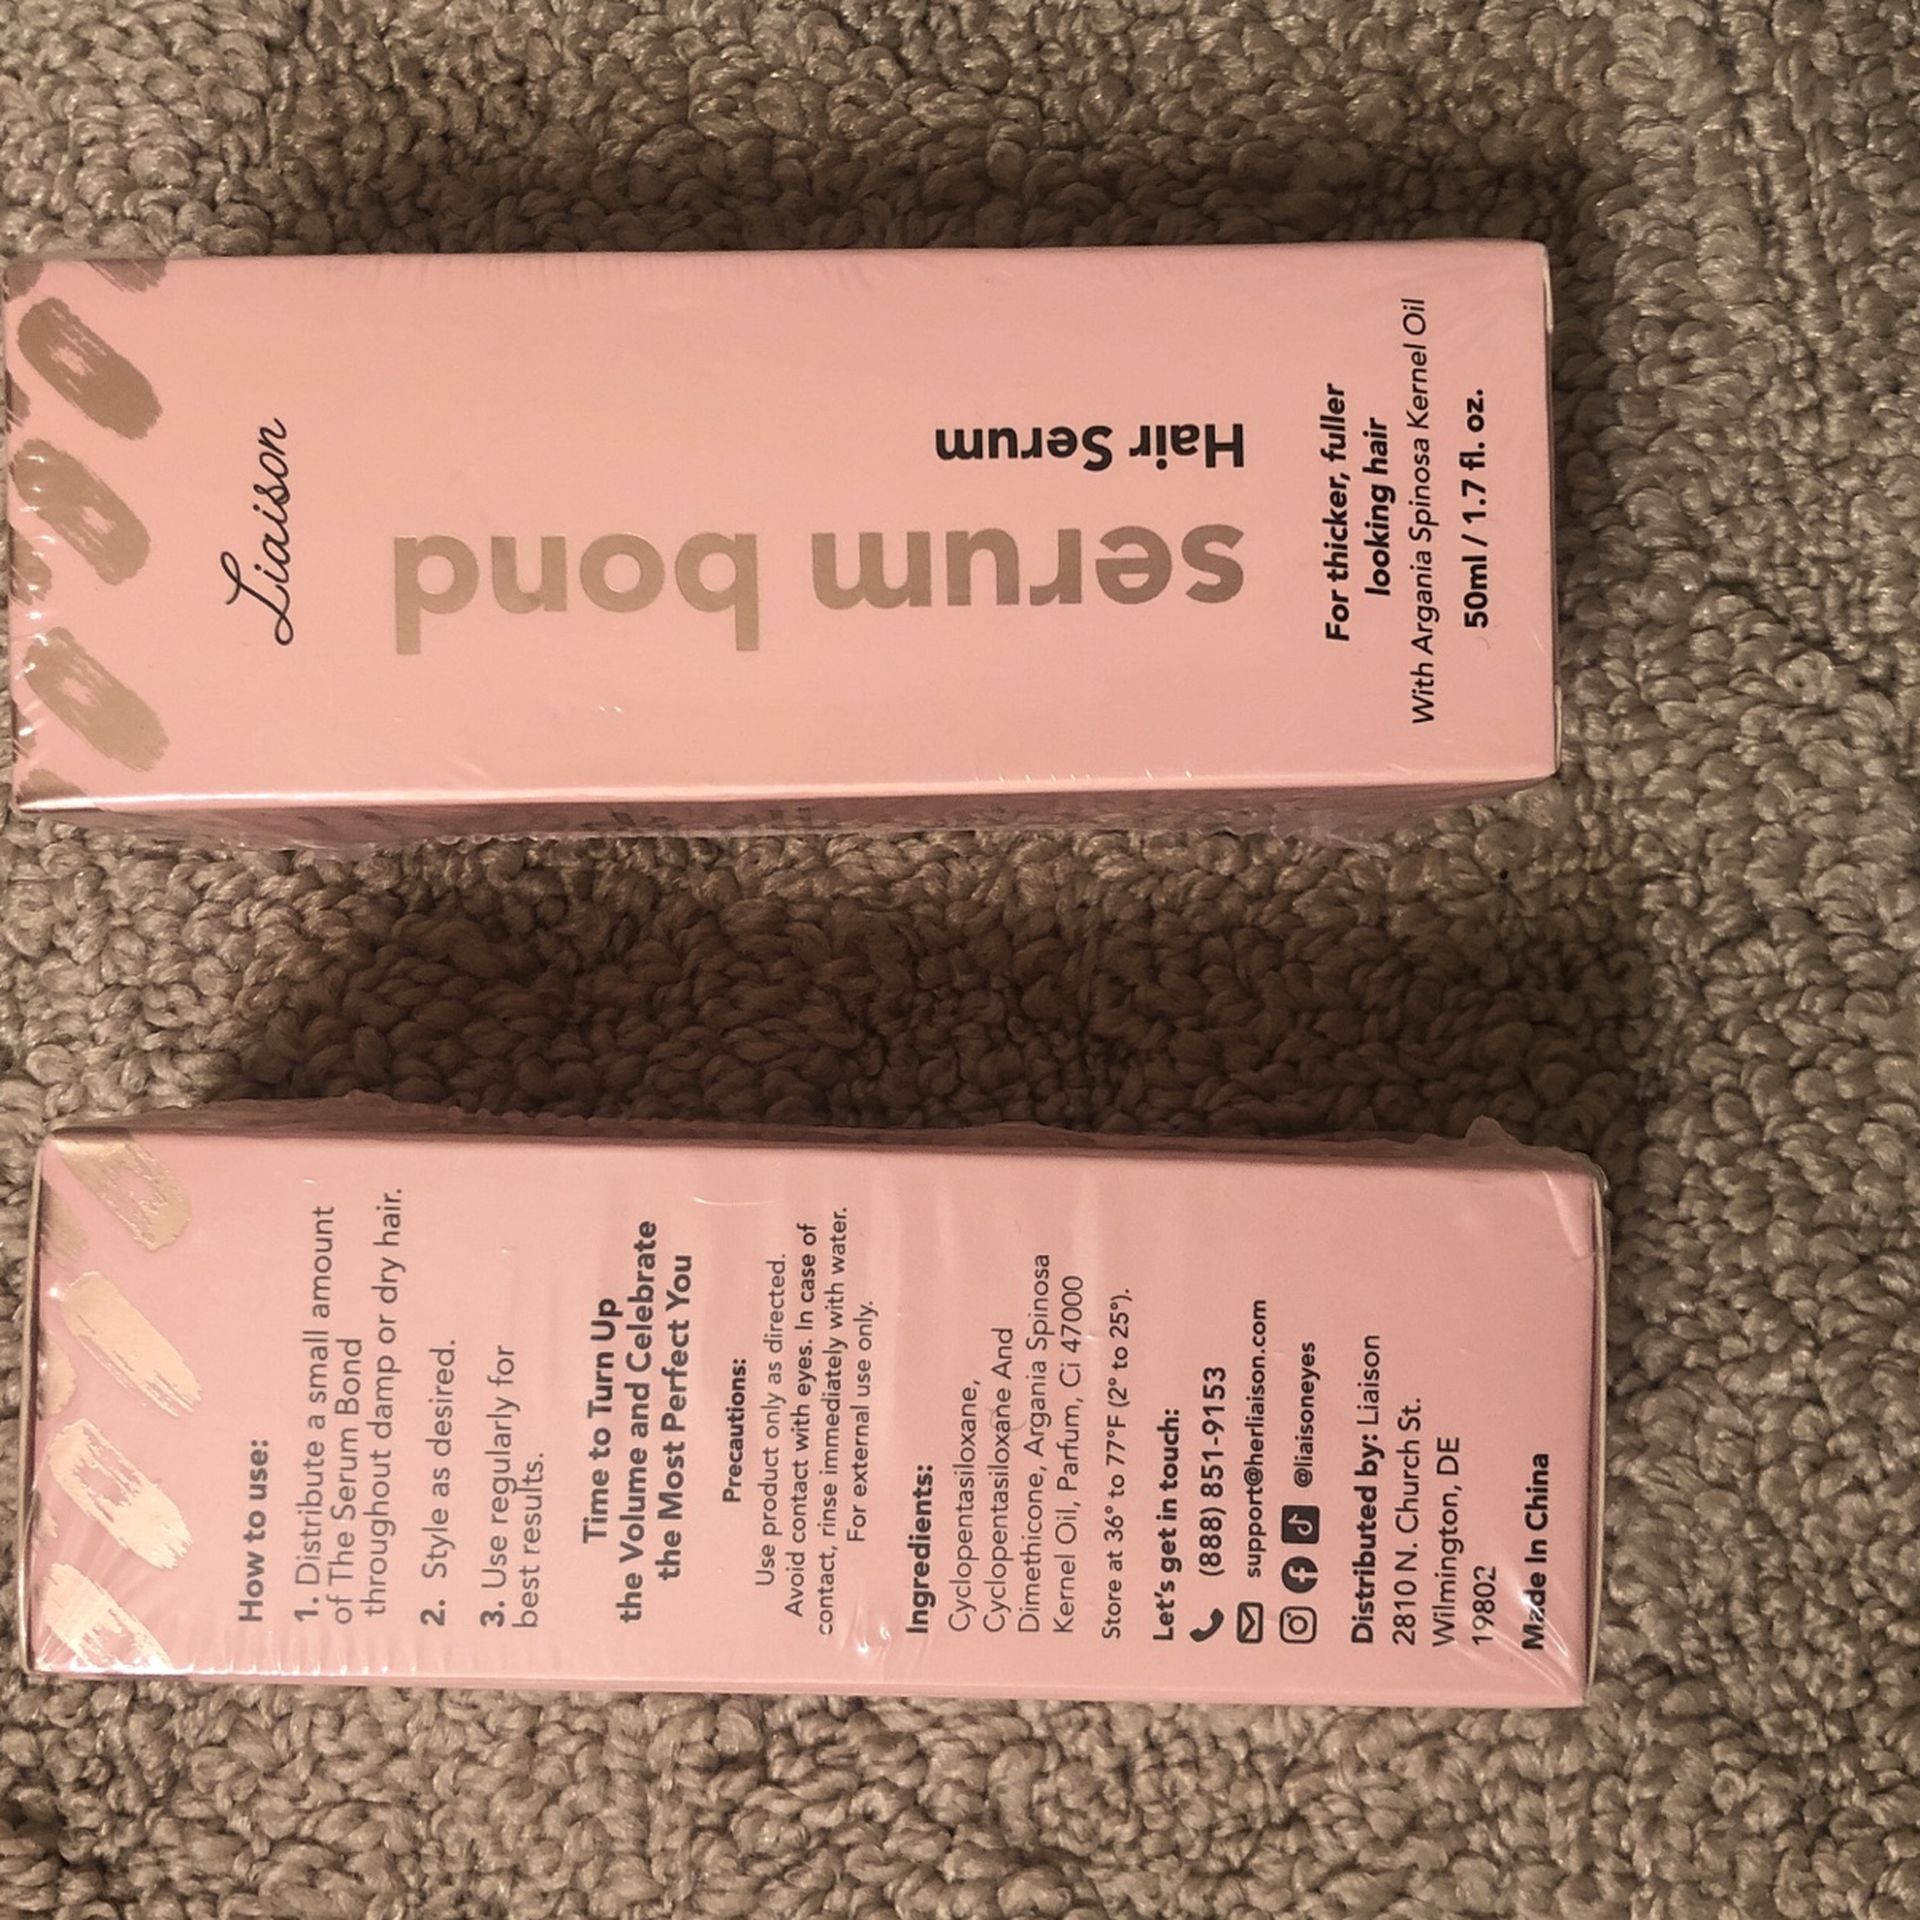 Liaison
serum bond
Hair Serum
For thicker, fuller
looking hair
With Argania Spinosa Kernel Oil
50ml / 1.7 fl. oz.
How to use:
1. Distribute a small amount
of The Serum Bond
throughout damp or dry hair.
2. Style as desired.
3. Use regularly for
best results.
Time to Turn Up
the Volume and Celebrate
the Most Perfect You
Precautions:
Use product only as directed.
Avoid contact with eyes. In case of
contact, rinse immediately with water.
For external use only.
Ingredients:
Cyclopentasiloxane,
Cyclopentasiloxane And
Dimethicone, Argania Spinosa
Kernel Oil, Parfum, Ci 47000
Store at 36° to 77°F (2° to 25°).
Let's get in touch:
(888) 851-9153
support@herliaison.com
@liaisoneyes
Distributed by: Liaison
2810 N. Church St.
Wilmington, DE
19802
Made In China